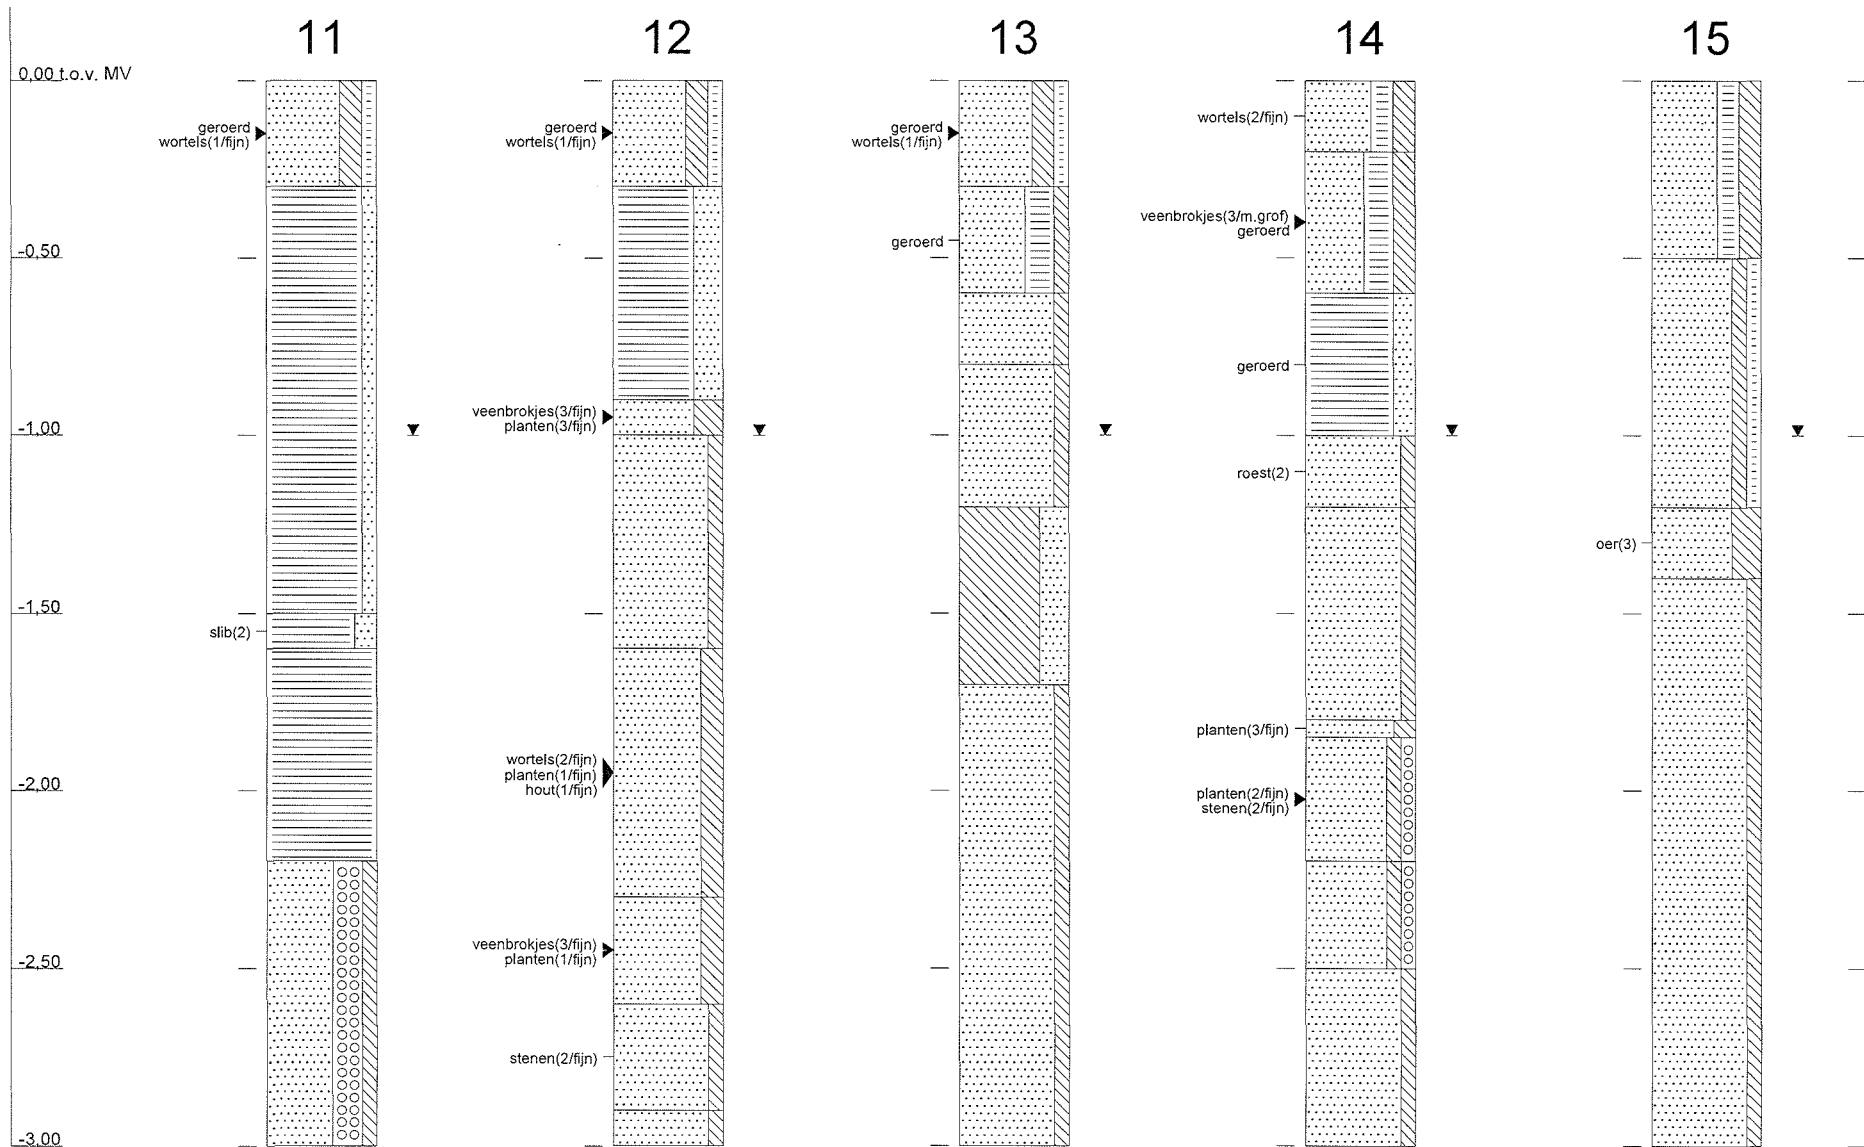 11
12
13
14
15
0,00 t.o.v. MV
-0,50
-1,00
-1,50
-2,00
-2,50
-3,00
geroerd
wortels(1/fijn)
slib(2)
geroerd
wortels(1/fijn)
veenbrokjes(3/fijn)
planten(3/fijn)
wortels(2/fijn)
planten(1/fijn)
hout(1/fijn)
veenbrokjes(3/fijn)
planten(1/fijn)
stenen(2/fijn)
geroerd
wortels(1/fijn)
geroerd
wortels(2/fijn)
veenbrokjes(3/m.grof)
geroerd
geroerd
roest(2)
planten(3/fijn)
planten(2/fijn)
stenen(2/fijn)
oer(3)